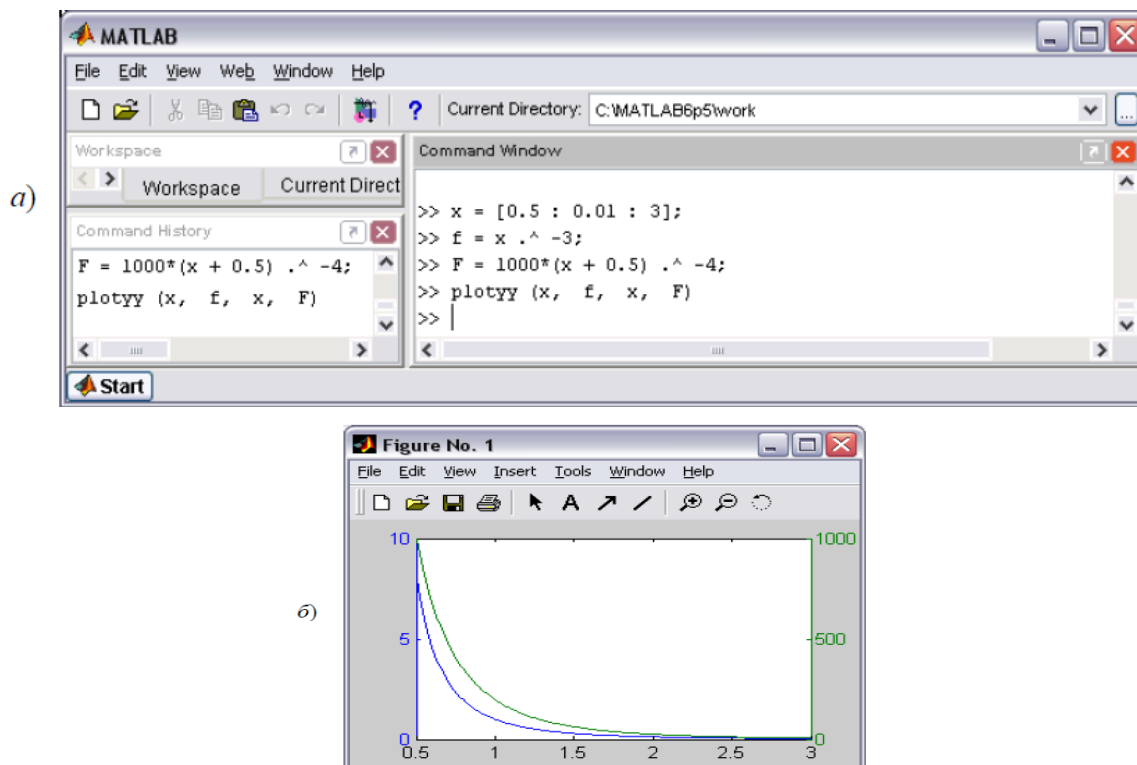 а)
MATLAB
File Edit View Web Window Help
? Current Directory: C:\MATLAB6p5\work ...
Workspace
Workspace Current Direct
Command History
F = 1000*(x + 0.5) .^ -4;
plotyy (x, f, x, F)
Command Window
>> x = [0.5 : 0.01 : 3];
>> f = x .^ -3;
>> F = 1000*(x + 0.5) .^ -4;
>> plotyy (x, f, x, F)
>>
Start
б)
Figure No. 1
File Edit View Insert Tools Window Help
A
10 1000
5 500
0 0
0.5 1 1.5 2 2.5 3